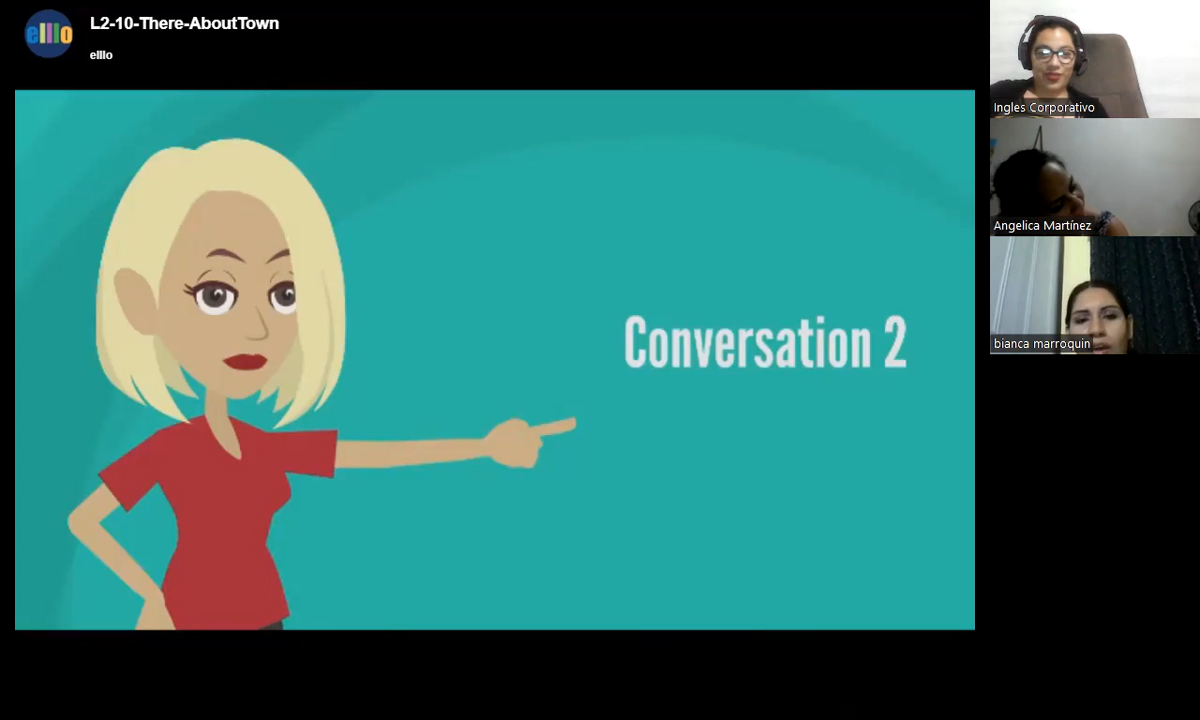 elllo
L2-10-There-AboutTown
elllo
Conversation 2
Ingles Corporativo
Angelica Martínez
bianca marroquin